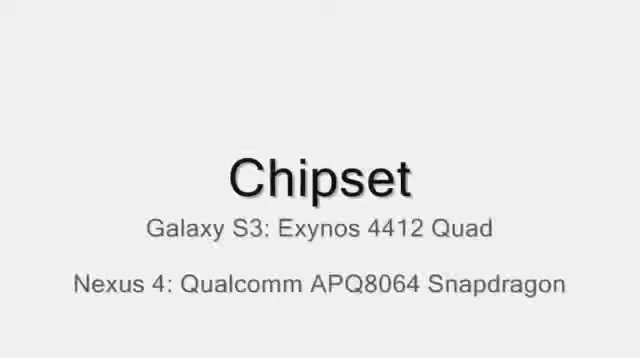 Chipset
Galaxy S3: Exynos 4412 Quad
Nexus 4: Qualcomm APQ8064 Snapdragon